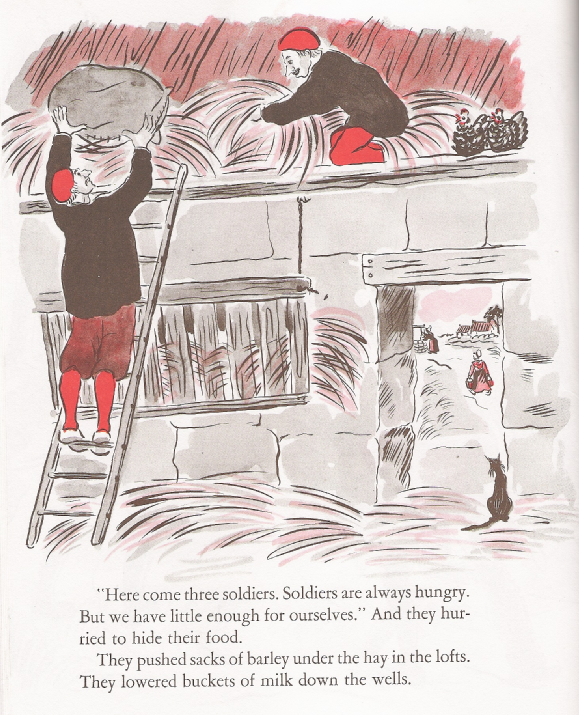 "Here come three soldiers. Soldiers are always hungry.
But we have little enough for ourselves." And they hur-
ried to hide their food.
They pushed sacks of barley under the hay in the lofts.
They lowered buckets of milk down the wells.